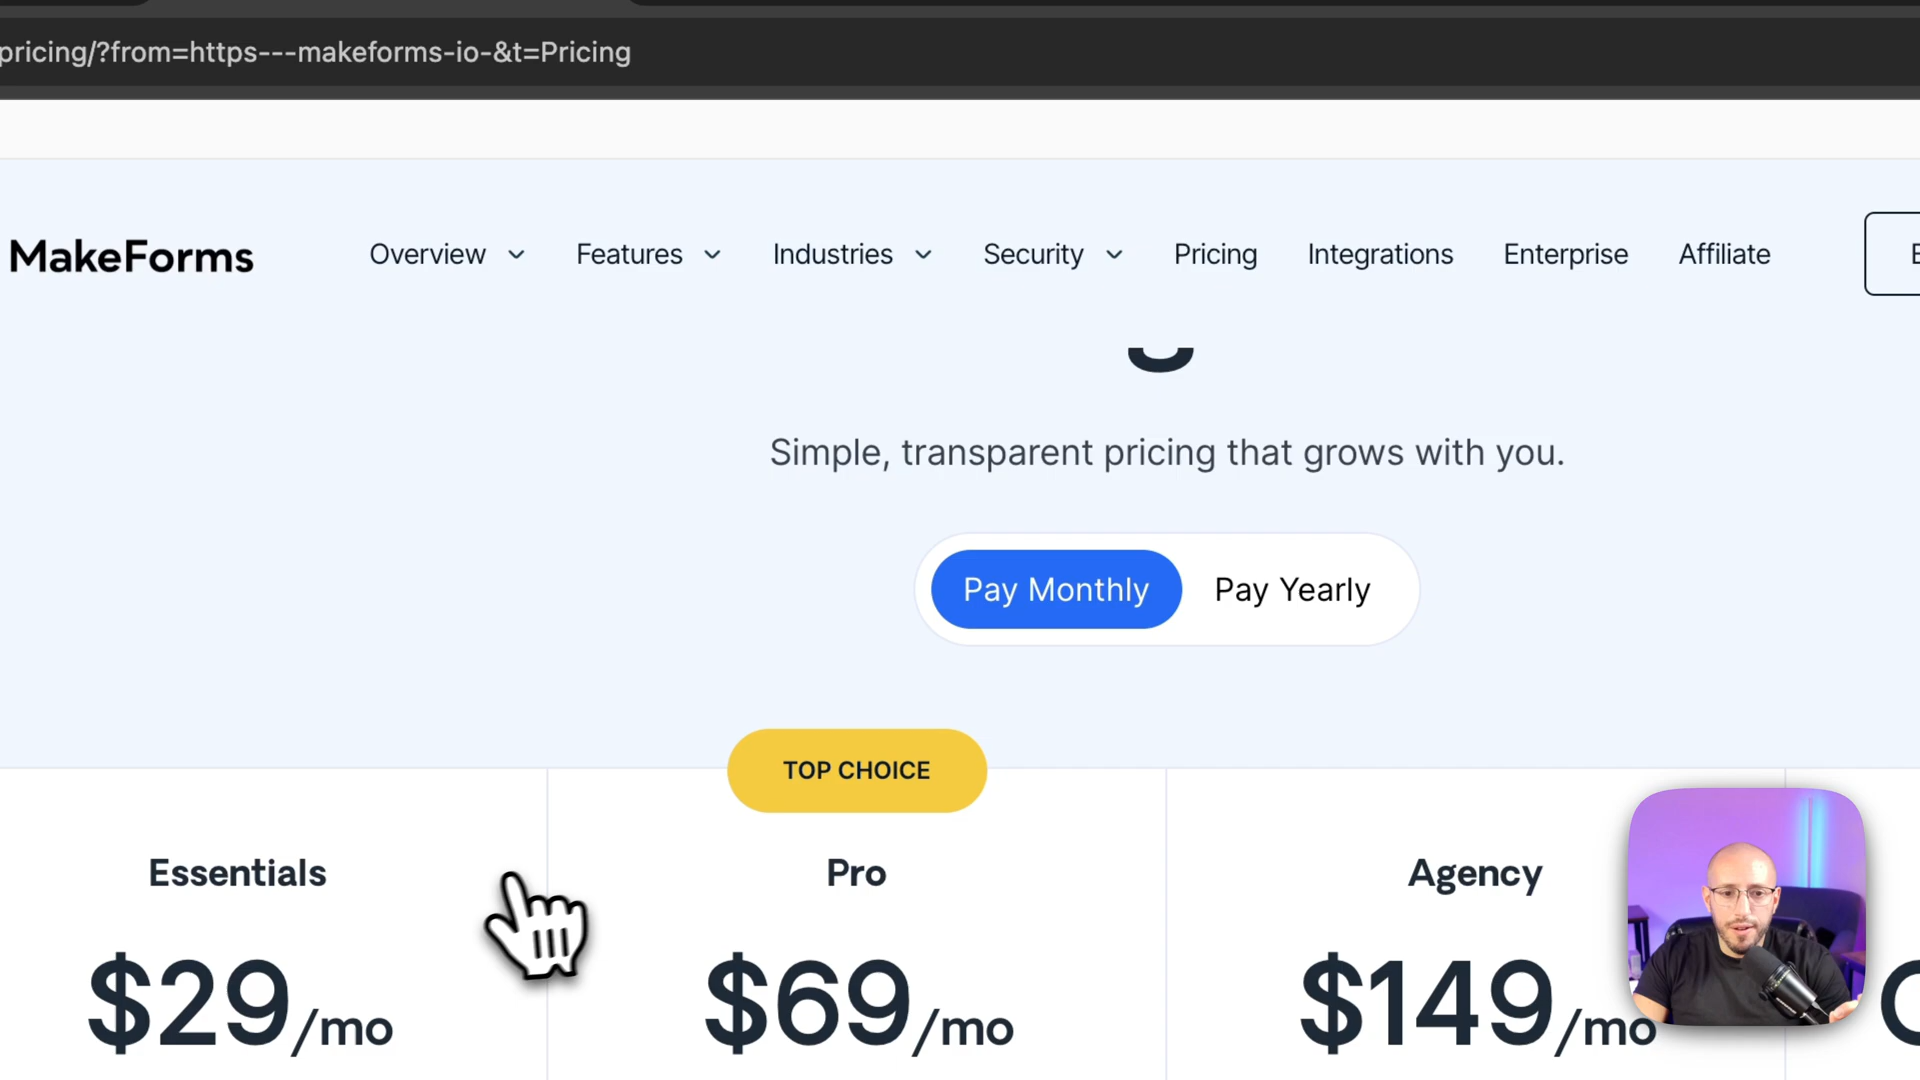 pricing/?from=https---makeforms-io-&t=Pricing
MakeForms Overview Features Industries Security Pricing Integrations Enterprise Affiliate
Simple, transparent pricing that grows with you.
Pay Monthly Pay Yearly
TOP CHOICE
Essentials Pro Agency
$29/mo $69/mo $149/mo